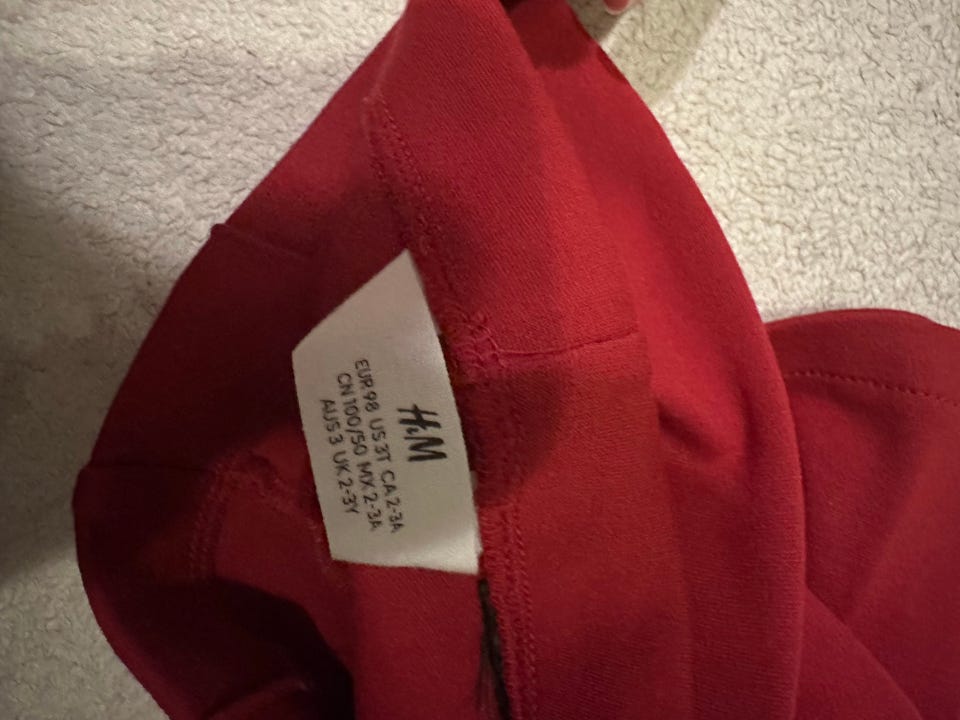 H&M
EUR 98 US 3T CA 2-3A
CN 100/50 MX 2-3A
AUS 3 UK 2-3Y